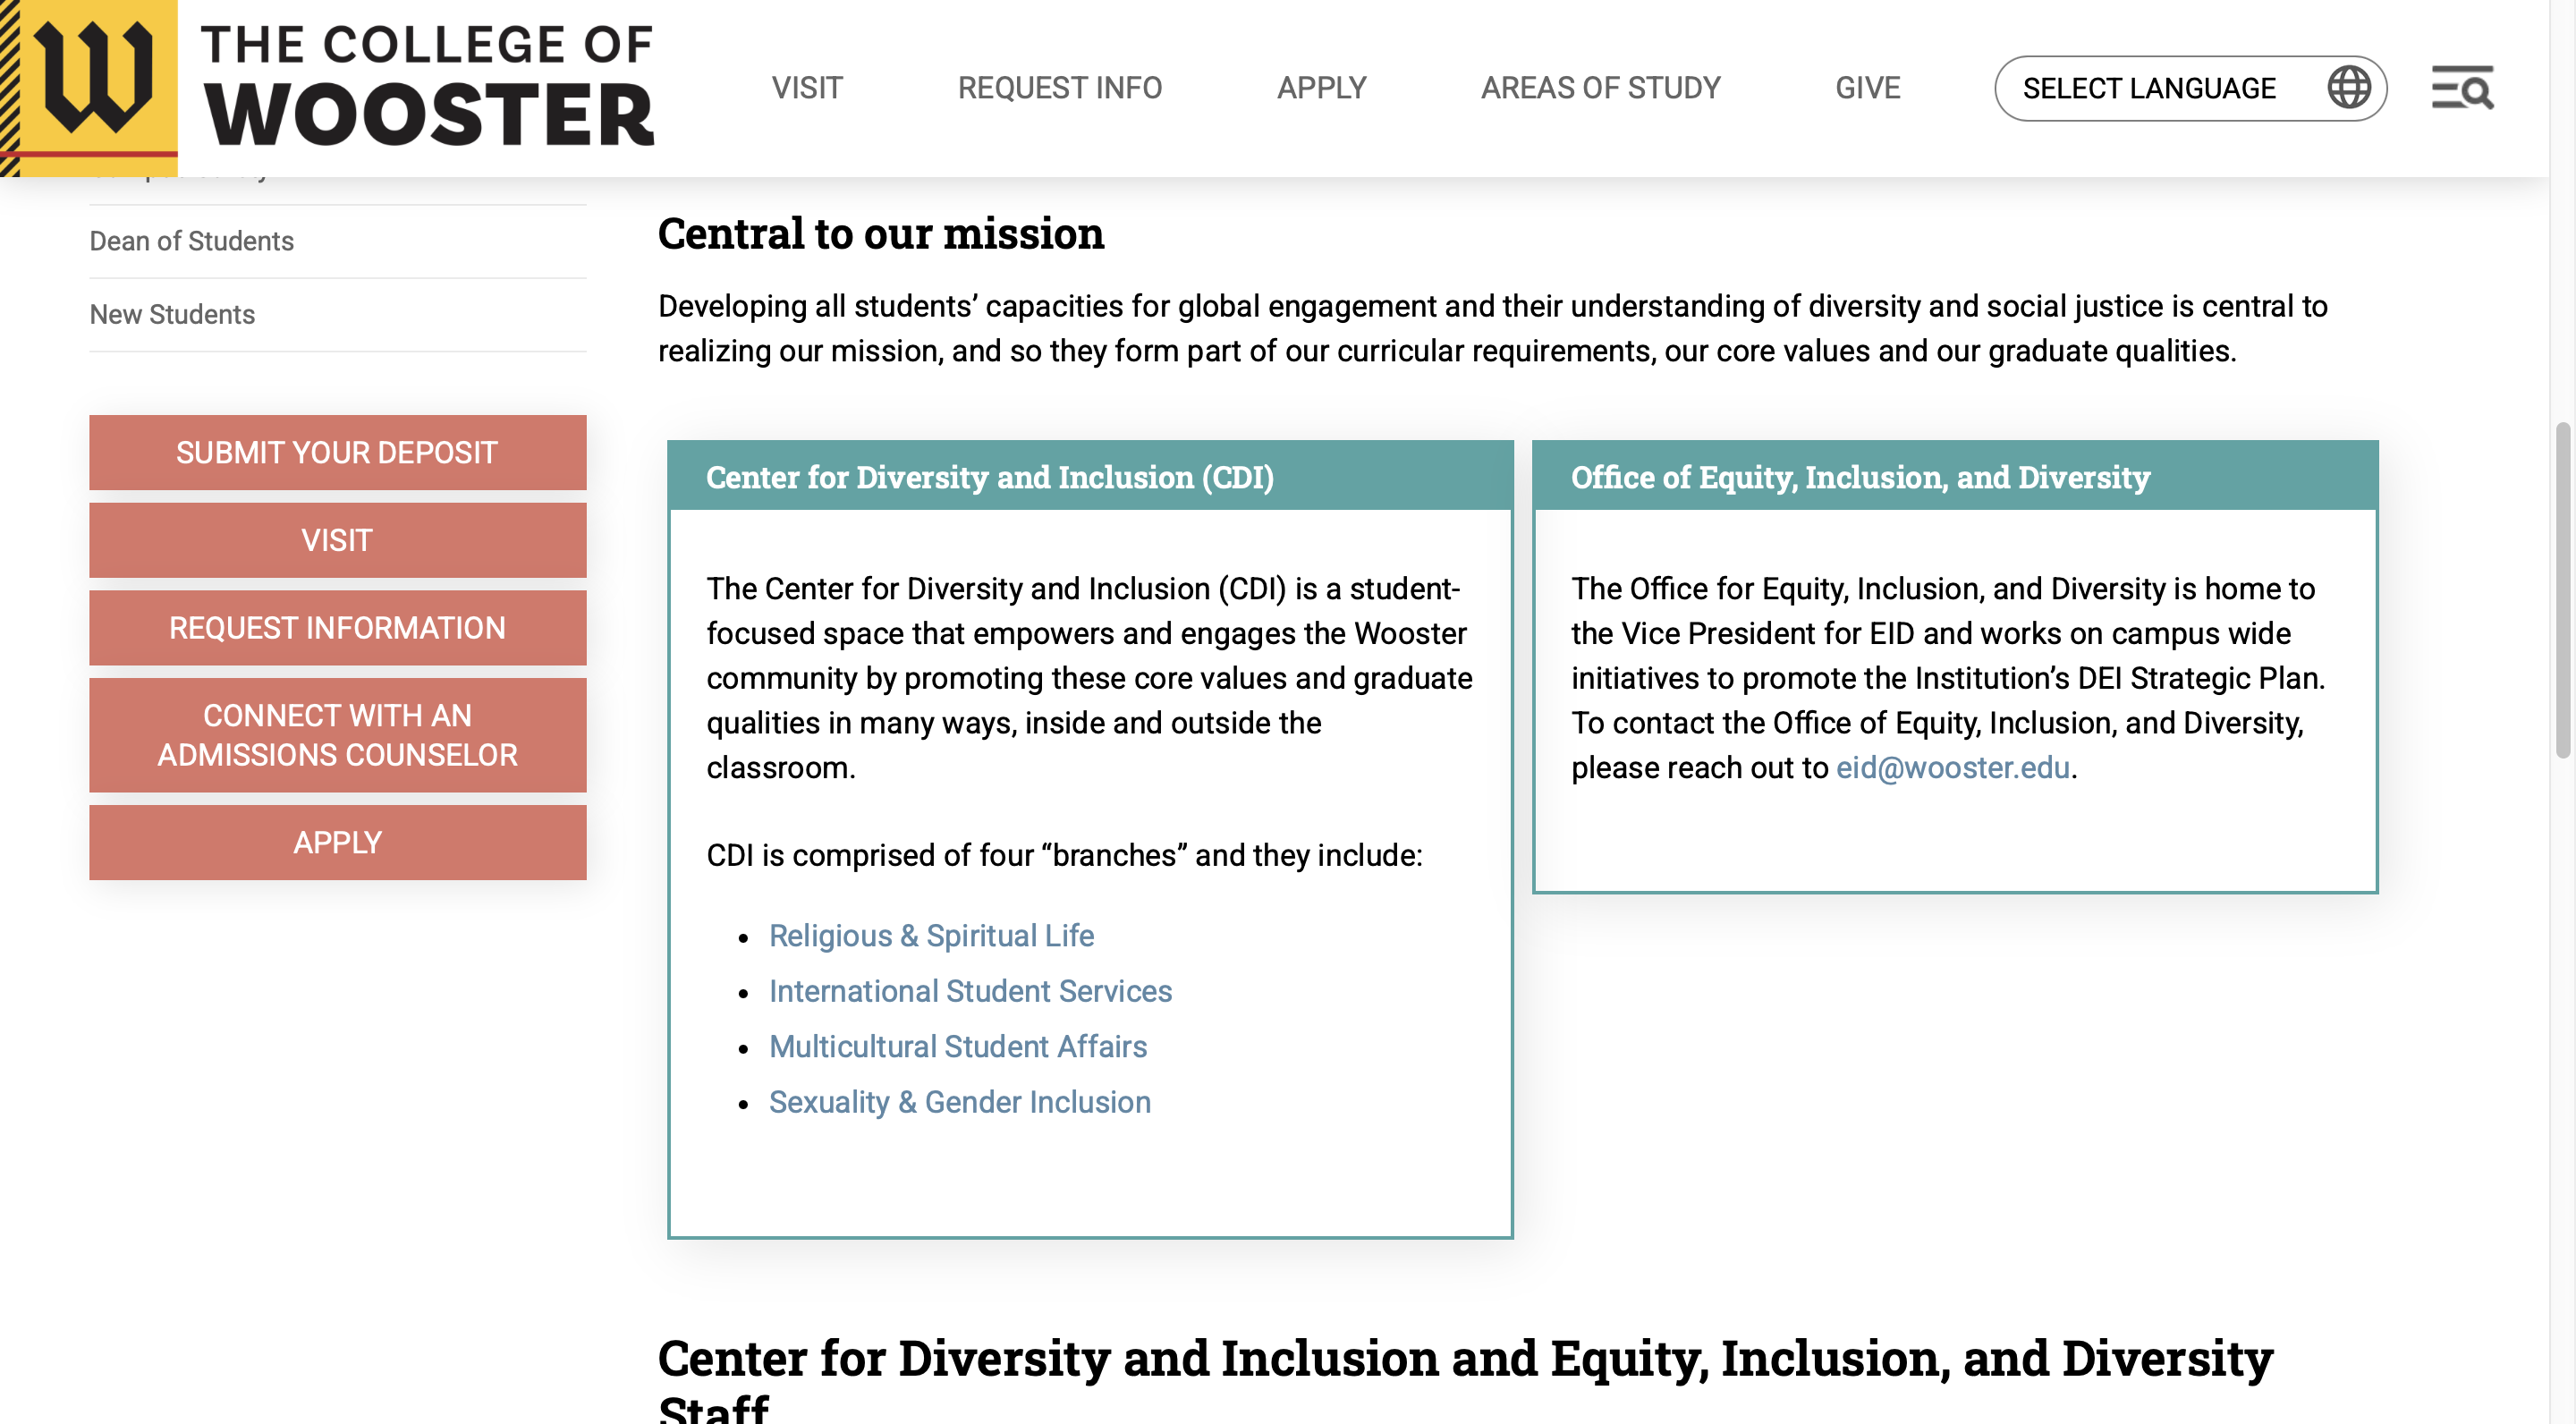 W
THE COLLEGE OF
WOOSTER
VISIT
REQUEST INFO
APPLY
AREAS OF STUDY
GIVE
SELECT LANGUAGE
Dean of Students
New Students
SUBMIT YOUR DEPOSIT
VISIT
REQUEST INFORMATION
CONNECT WITH AN
ADMISSIONS COUNSELOR
APPLY
Central to our mission
Developing all students’ capacities for global engagement and their understanding of diversity and social justice is central to
realizing our mission, and so they form part of our curricular requirements, our core values and our graduate qualities.
Center for Diversity and Inclusion (CDI)
The Center for Diversity and Inclusion (CDI) is a student-
focused space that empowers and engages the Wooster
community by promoting these core values and graduate
qualities in many ways, inside and outside the
classroom.
CDI is comprised of four “branches” and they include:
• Religious & Spiritual Life
• International Student Services
• Multicultural Student Affairs
• Sexuality & Gender Inclusion
Office of Equity, Inclusion, and Diversity
The Office for Equity, Inclusion, and Diversity is home to
the Vice President for EID and works on campus wide
initiatives to promote the Institution’s DEI Strategic Plan.
To contact the Office of Equity, Inclusion, and Diversity,
please reach out to eid@wooster.edu.
Center for Diversity and Inclusion and Equity, Inclusion, and Diversity
Staff